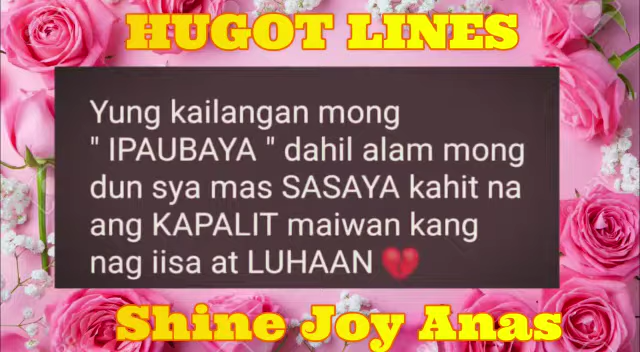 HUGOT LINES
Yung kailangan mong
" IPAUBAYA " dahil alam mong
dun sya mas SASAYA kahit na
ang KAPALIT maiwan kang
nag iisa at LUHAAN 💔
Shine Joy Anas